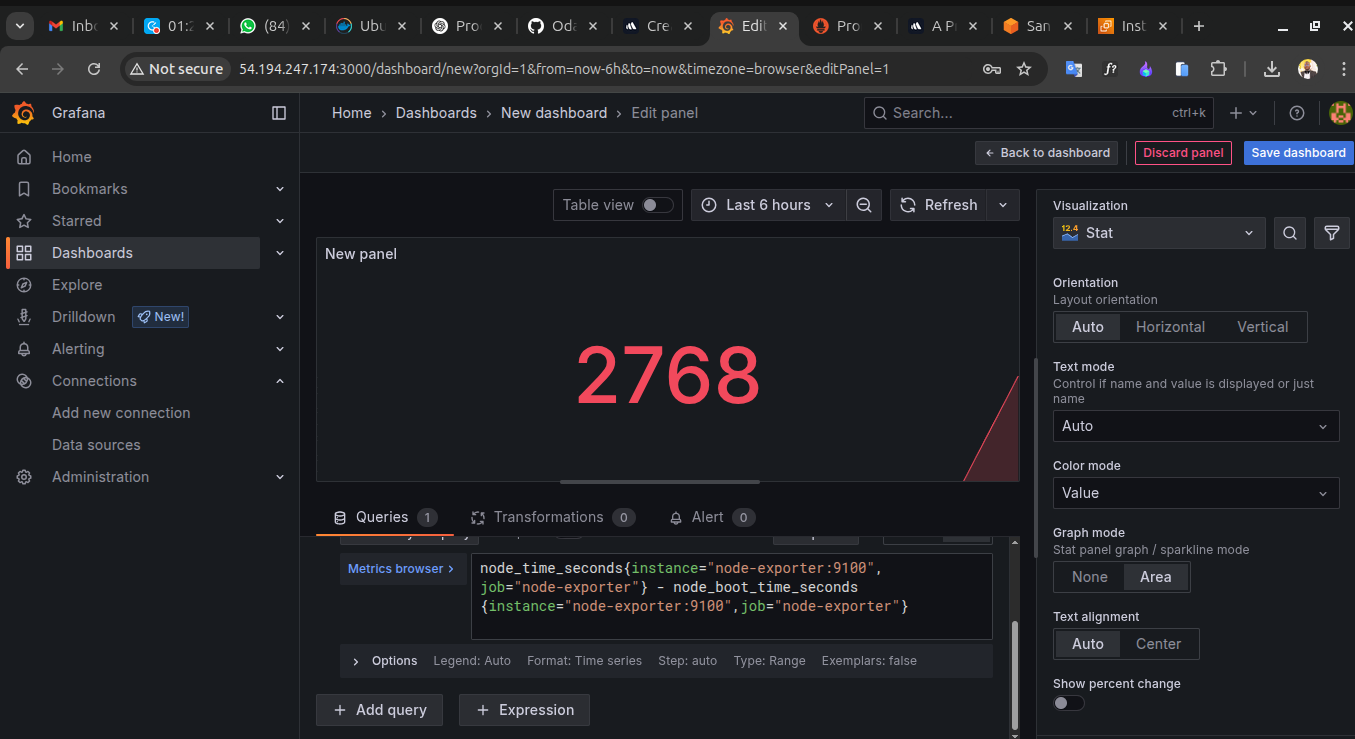 Inbc
01:2
(84)
Ubu
Pro
Oda
Cre
Edit
Pro
A Pr
San
Inst
Not secure
54.194.247.174:3000/dashboard/new?orgId=1&from=now-6h&to=now&timezone=browser&editPanel=1
f?
Grafana
Home › Dashboards › New dashboard › Edit panel
Search... ctrl+k
← Back to dashboard
Discard panel
Save dashboard
Home
Bookmarks
Starred
Dashboards
Explore
Drilldown New!
Alerting
Connections
Add new connection
Data sources
Administration
Table view
Last 6 hours
Refresh
New panel
2768
Queries 1
Transformations 0
Alert 0
Metrics browser >
node_time_seconds{instance="node-exporter:9100",
job="node-exporter"} - node_boot_time_seconds
{instance="node-exporter:9100",job="node-exporter"}
Options Legend: Auto Format: Time series Step: auto Type: Range Exemplars: false
+ Add query
+ Expression
Visualization
12.4 Stat
Orientation
Layout orientation
Auto Horizontal Vertical
Text mode
Control if name and value is displayed or just
name
Auto
Color mode
Value
Graph mode
Stat panel graph / sparkline mode
None Area
Text alignment
Auto Center
Show percent change